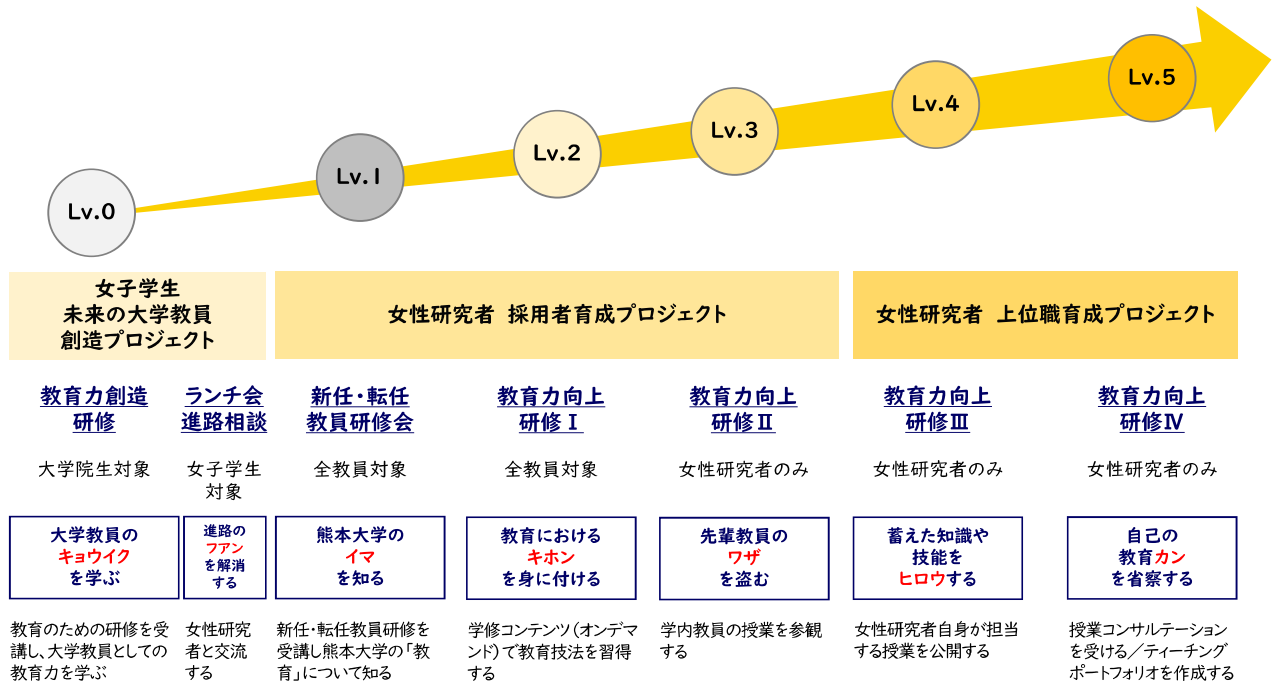 Lv.0
Lv.1
Lv.2
Lv.3
Lv.4
Lv.5
女子学生
未来の大学教員
創造プロジェクト
女性研究者 採用者育成プロジェクト
女性研究者 上位職育成プロジェクト
教育力創造
研修
大学院生対象
大学教員の
キョウイク
を学ぶ
教育のための研修を受
講し、大学教員としての
教育力を学ぶ
ランチ会
進路相談
女子学生
対象
進路の
フアン
を解消
する
女性研究
者と交流
する
新任・転任
教員研修会
全教員対象
熊本大学の
イマ
を知る
新任・転任教員研修を
受講し熊本大学の「教
育」について知る
教育力向上
研修Ⅰ
全教員対象
教育における
キホン
を身に付ける
学修コンテンツ(オンデマ
ンド)で教育技法を習得
する
教育力向上
研修Ⅱ
女性研究者のみ
先輩教員の
ワザ
を盗む
学内教員の授業を参観
する
教育力向上
研修Ⅲ
女性研究者のみ
蓄えた知識や
技能を
ヒロウする
女性研究者自身が担当
する授業を公開する
教育力向上
研修Ⅳ
女性研究者のみ
自己の
教育カン
を省察する
授業コンサルテーション
を受ける/ティーチング
ポートフォリオを作成する